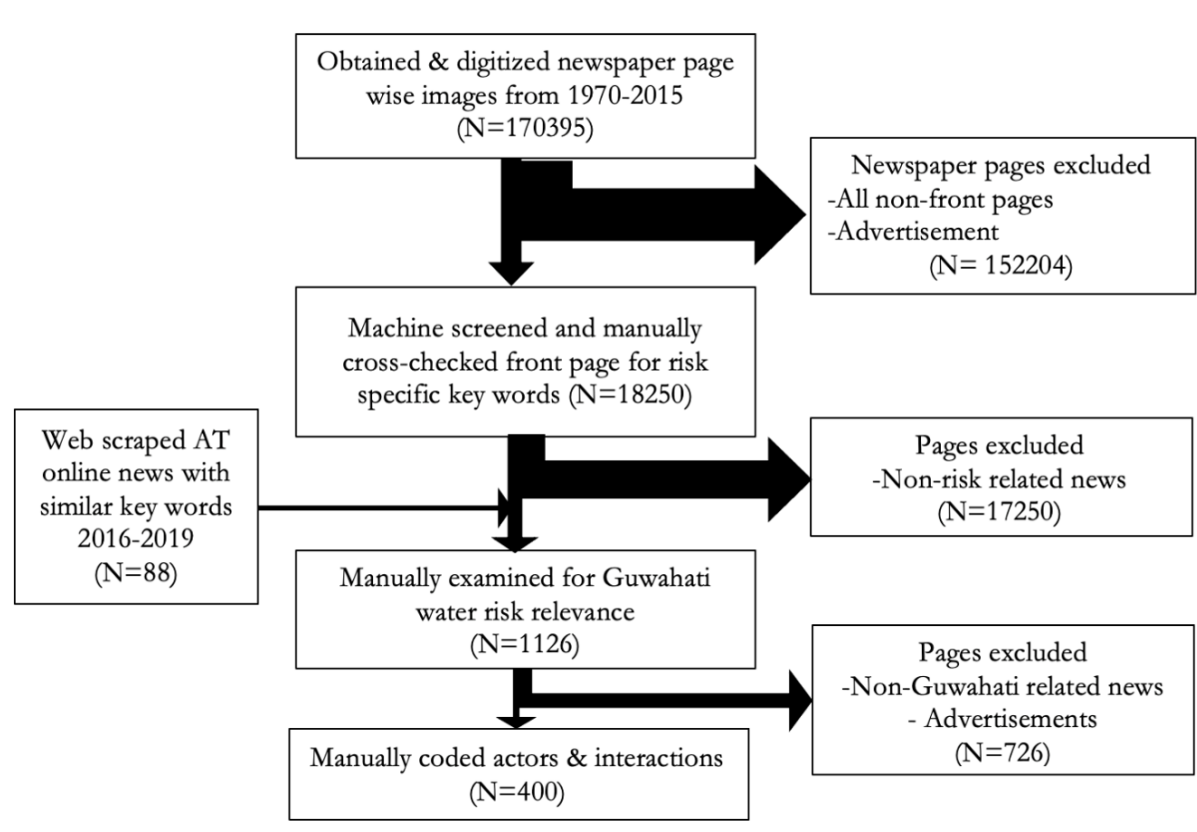 Obtained & digitized newspaper page
wise images from 1970-2015
(N=170395)
Newspaper pages excluded
-All non-front pages
-Advertisement
(N= 152204)
Machine screened and manually
cross-checked front page for risk
specific key words (N=18250)
Web scraped AT
online news with
similar key words
2016-2019
(N=88)
Pages excluded
-Non-risk related news
(N=17250)
Manually examined for Guwahati
water risk relevance
(N=1126)
Pages excluded
-Non-Guwahati related news
- Advertisements
(N=726)
Manually coded actors & interactions
(N=400)